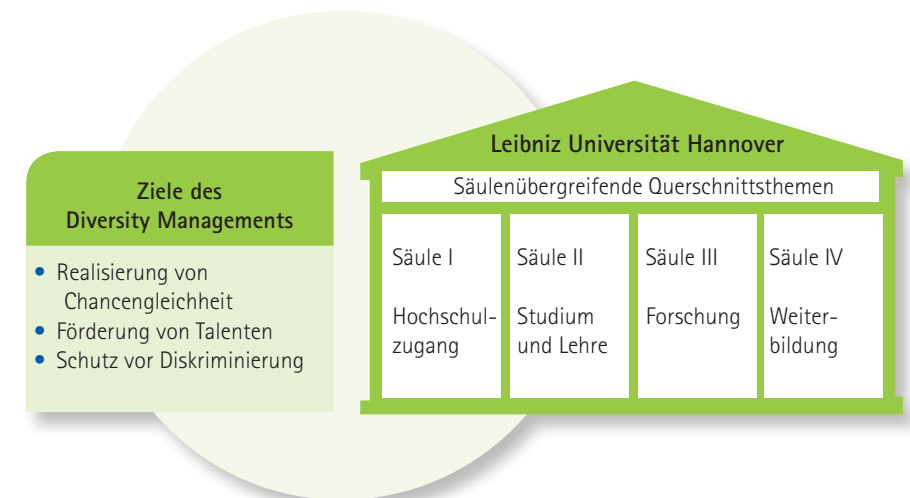 Ziele des
Diversity Managements
• Realisierung von
Chancengleichheit
• Förderung von Talenten
• Schutz vor Diskriminierung
Leibniz Universität Hannover
Säulenübergreifende Querschnittsthemen
Säule I
Hochschul-
zugang
Säule II
Studium
und Lehre
Säule III
Forschung
Säule IV
Weiter-
bildung